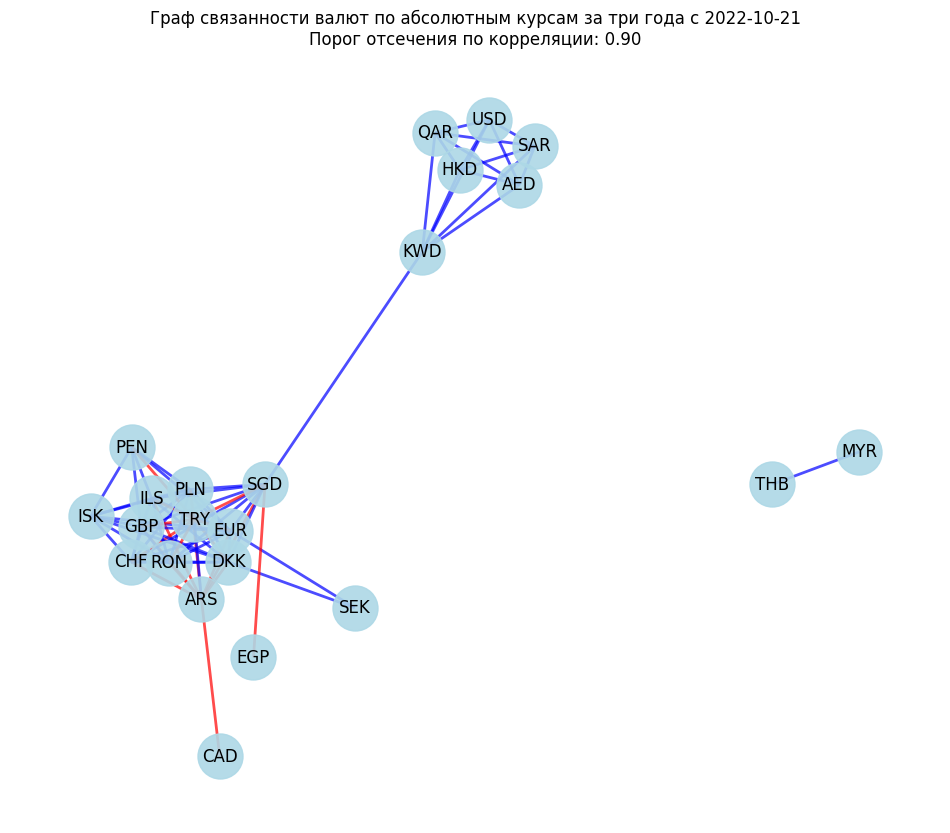 Граф связанности валют по абсолютным курсам за три года с 2022-10-21
Порог отсечения по корреляции: 0.90
USD
QAR
SAR
HKD
AED
KWD
PEN
MYR
SGD
THB
PLN
ILS
ISK
TRY
GBP
EUR
CHF
RON
DKK
ARS
SEK
EGP
CAD